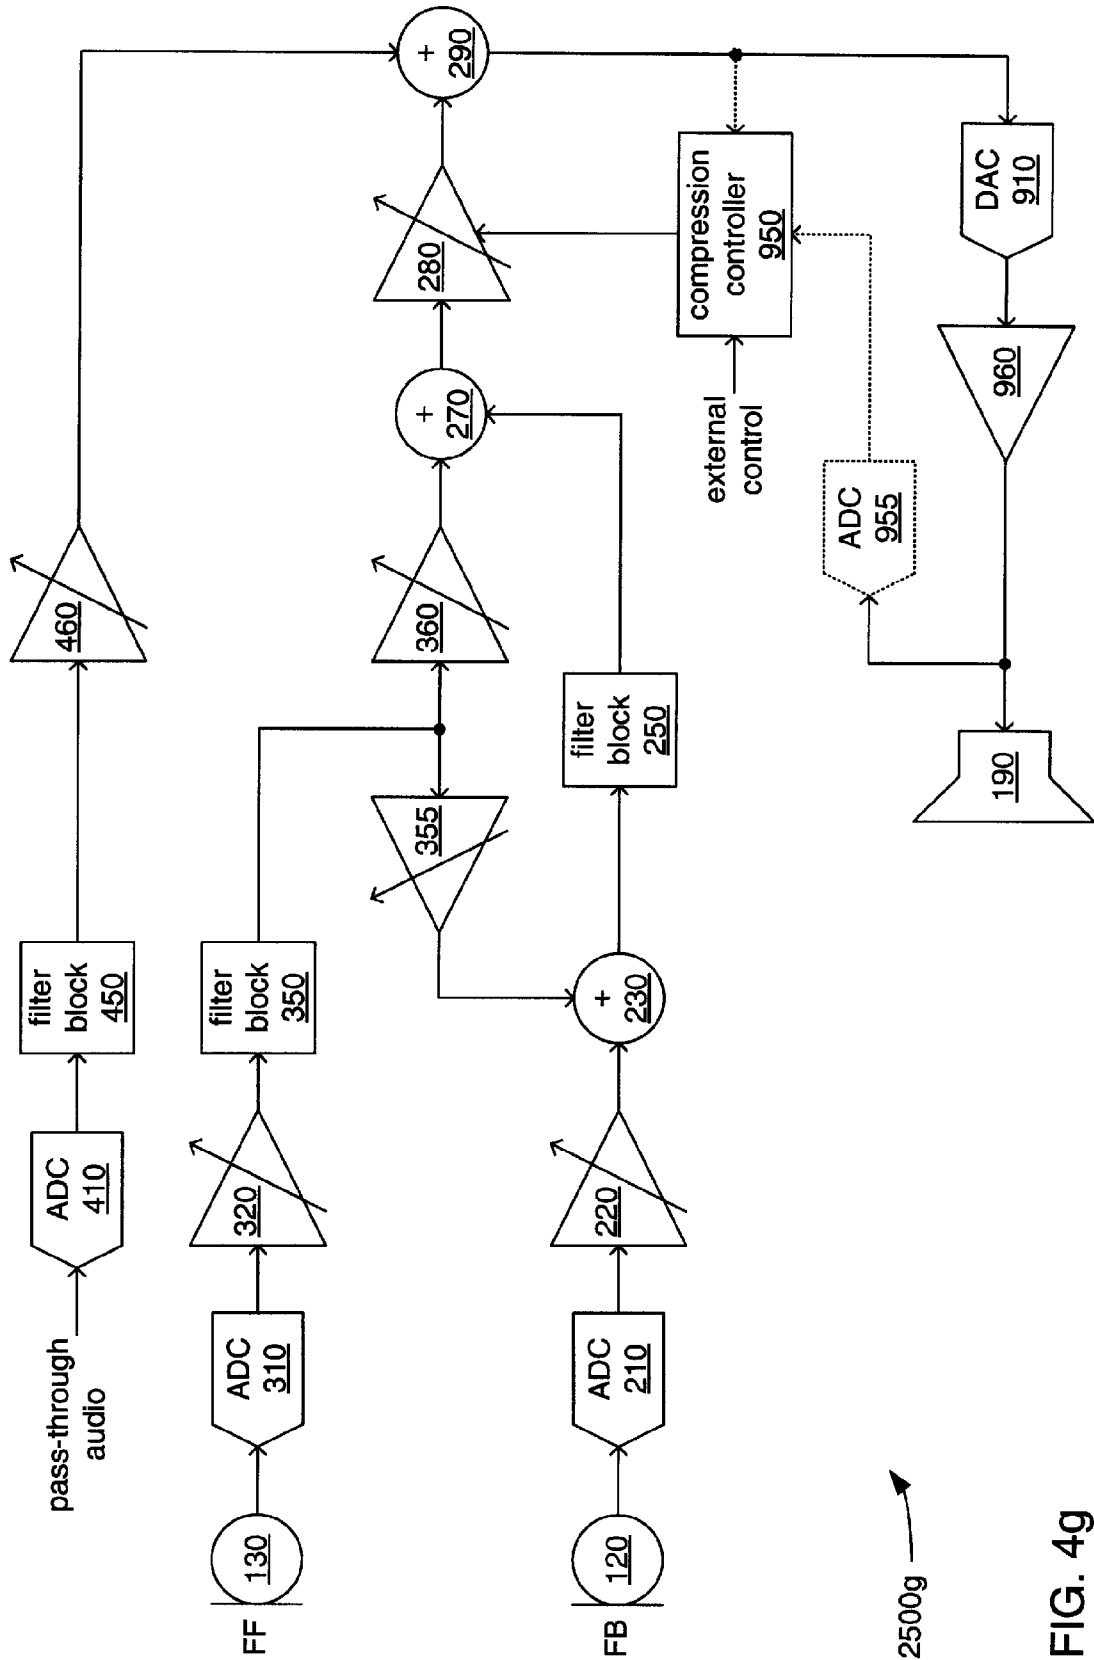 pass-through
audio
ADC
410
filter
block
450
460
+
290
FF
130
ADC
310
320
filter
block
350
355
360
+
270
280
FB
120
ADC
210
220
+
230
filter
block
250
external
control
compression
controller
950
ADC
955
DAC
910
960
190
2500g
FIG. 4g